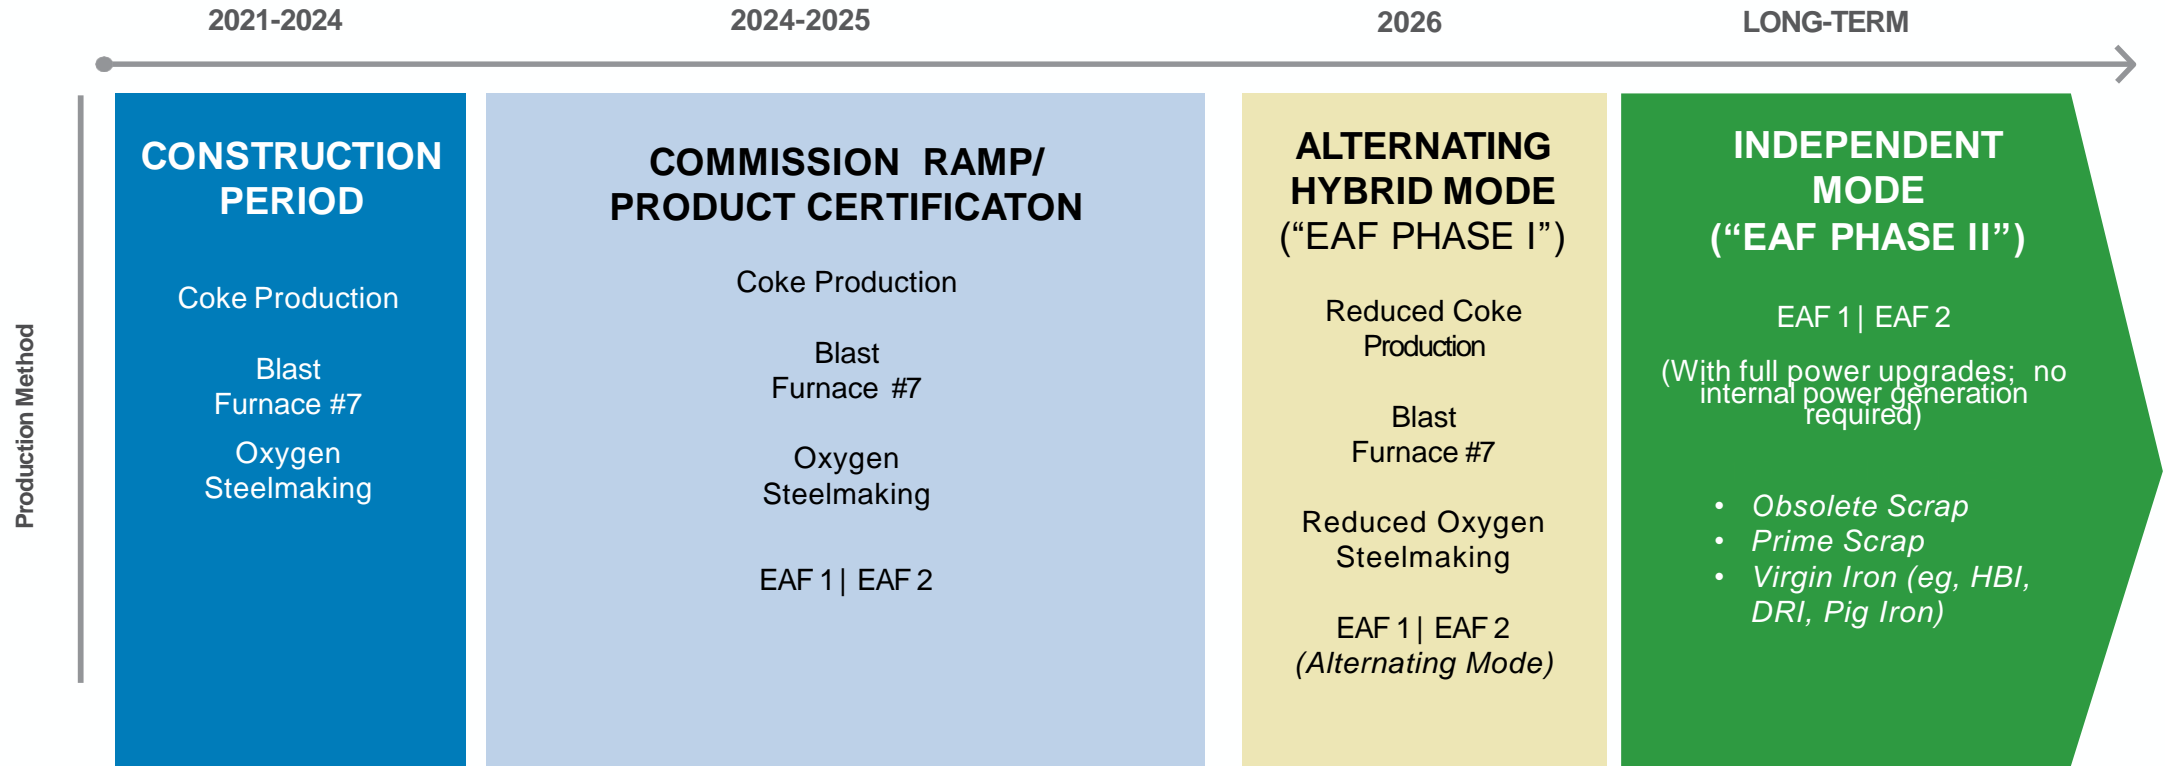 2021-2024
2024-2025
2026
LONG-TERM
Production Method
CONSTRUCTION
PERIOD
Coke Production
Blast
Furnace #7
Oxygen
Steelmaking
COMMISSION RAMP/
PRODUCT CERTIFICATON
Coke Production
Blast
Furnace #7
Oxygen
Steelmaking
EAF 1 | EAF 2
ALTERNATING
HYBRID MODE
(“EAF PHASE I”)
Reduced Coke
Production
Blast
Furnace #7
Reduced Oxygen
Steelmaking
EAF 1 | EAF 2
(Alternating Mode)
INDEPENDENT
MODE
(“EAF PHASE II”)
EAF 1 | EAF 2
(With full power upgrades; no
internal power generation
required)
• Obsolete Scrap
• Prime Scrap
• Virgin Iron (eg, HBI,
DRI, Pig Iron)